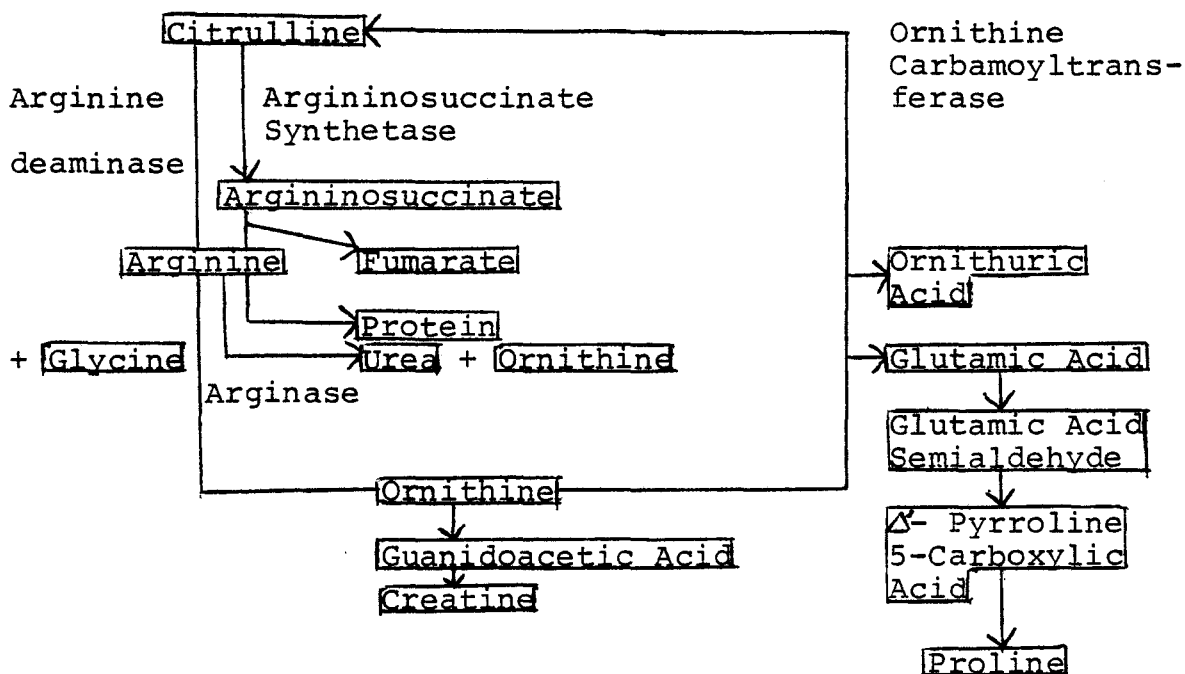 Citrulline
Ornithine
Carbamoyltrans-
ferase
Arginine
deaminase
Argininosuccinate
Synthetase
Argininosuccinate
Arginine
Fumarate
Ornithuric
Acid
Protein
+ Glycine
Urea + Ornithine
Glutamic Acid
Arginase
Glutamic Acid
Semialdehyde
Ornithine
Δ'- Pyrroline
5-Carboxylic
Acid
Guanidoacetic Acid
Creatine
Proline